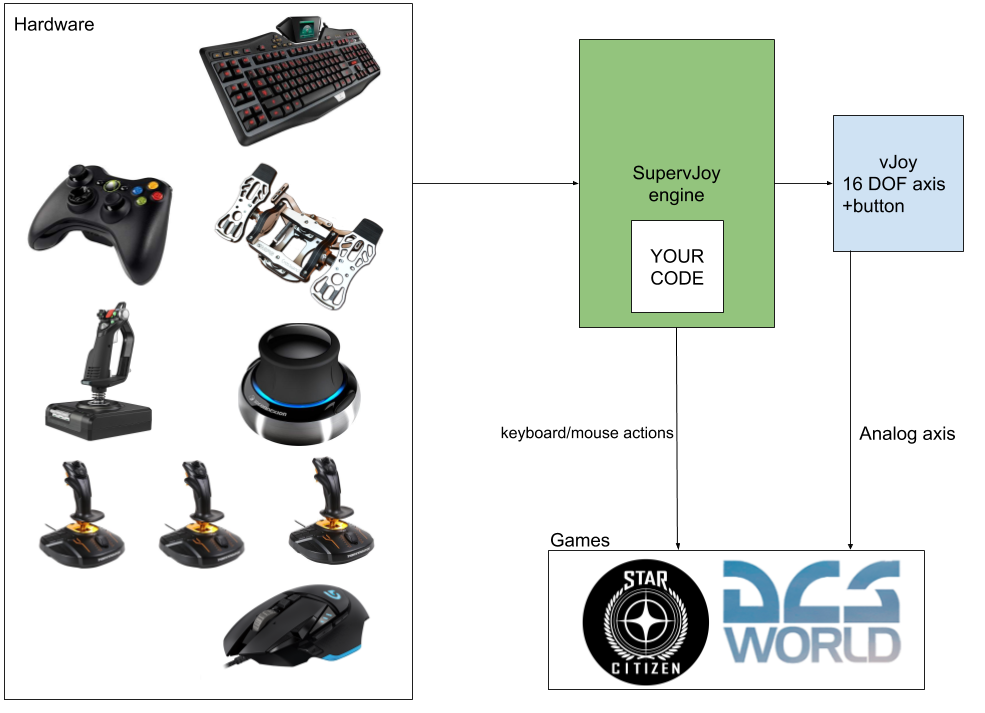 Hardware
SupervJoy
engine
YOUR
CODE
vJoy
16 DOF axis
+button
keyboard/mouse actions
Analog axis
Games
STAR
CITIZEN
DCS
WORLD